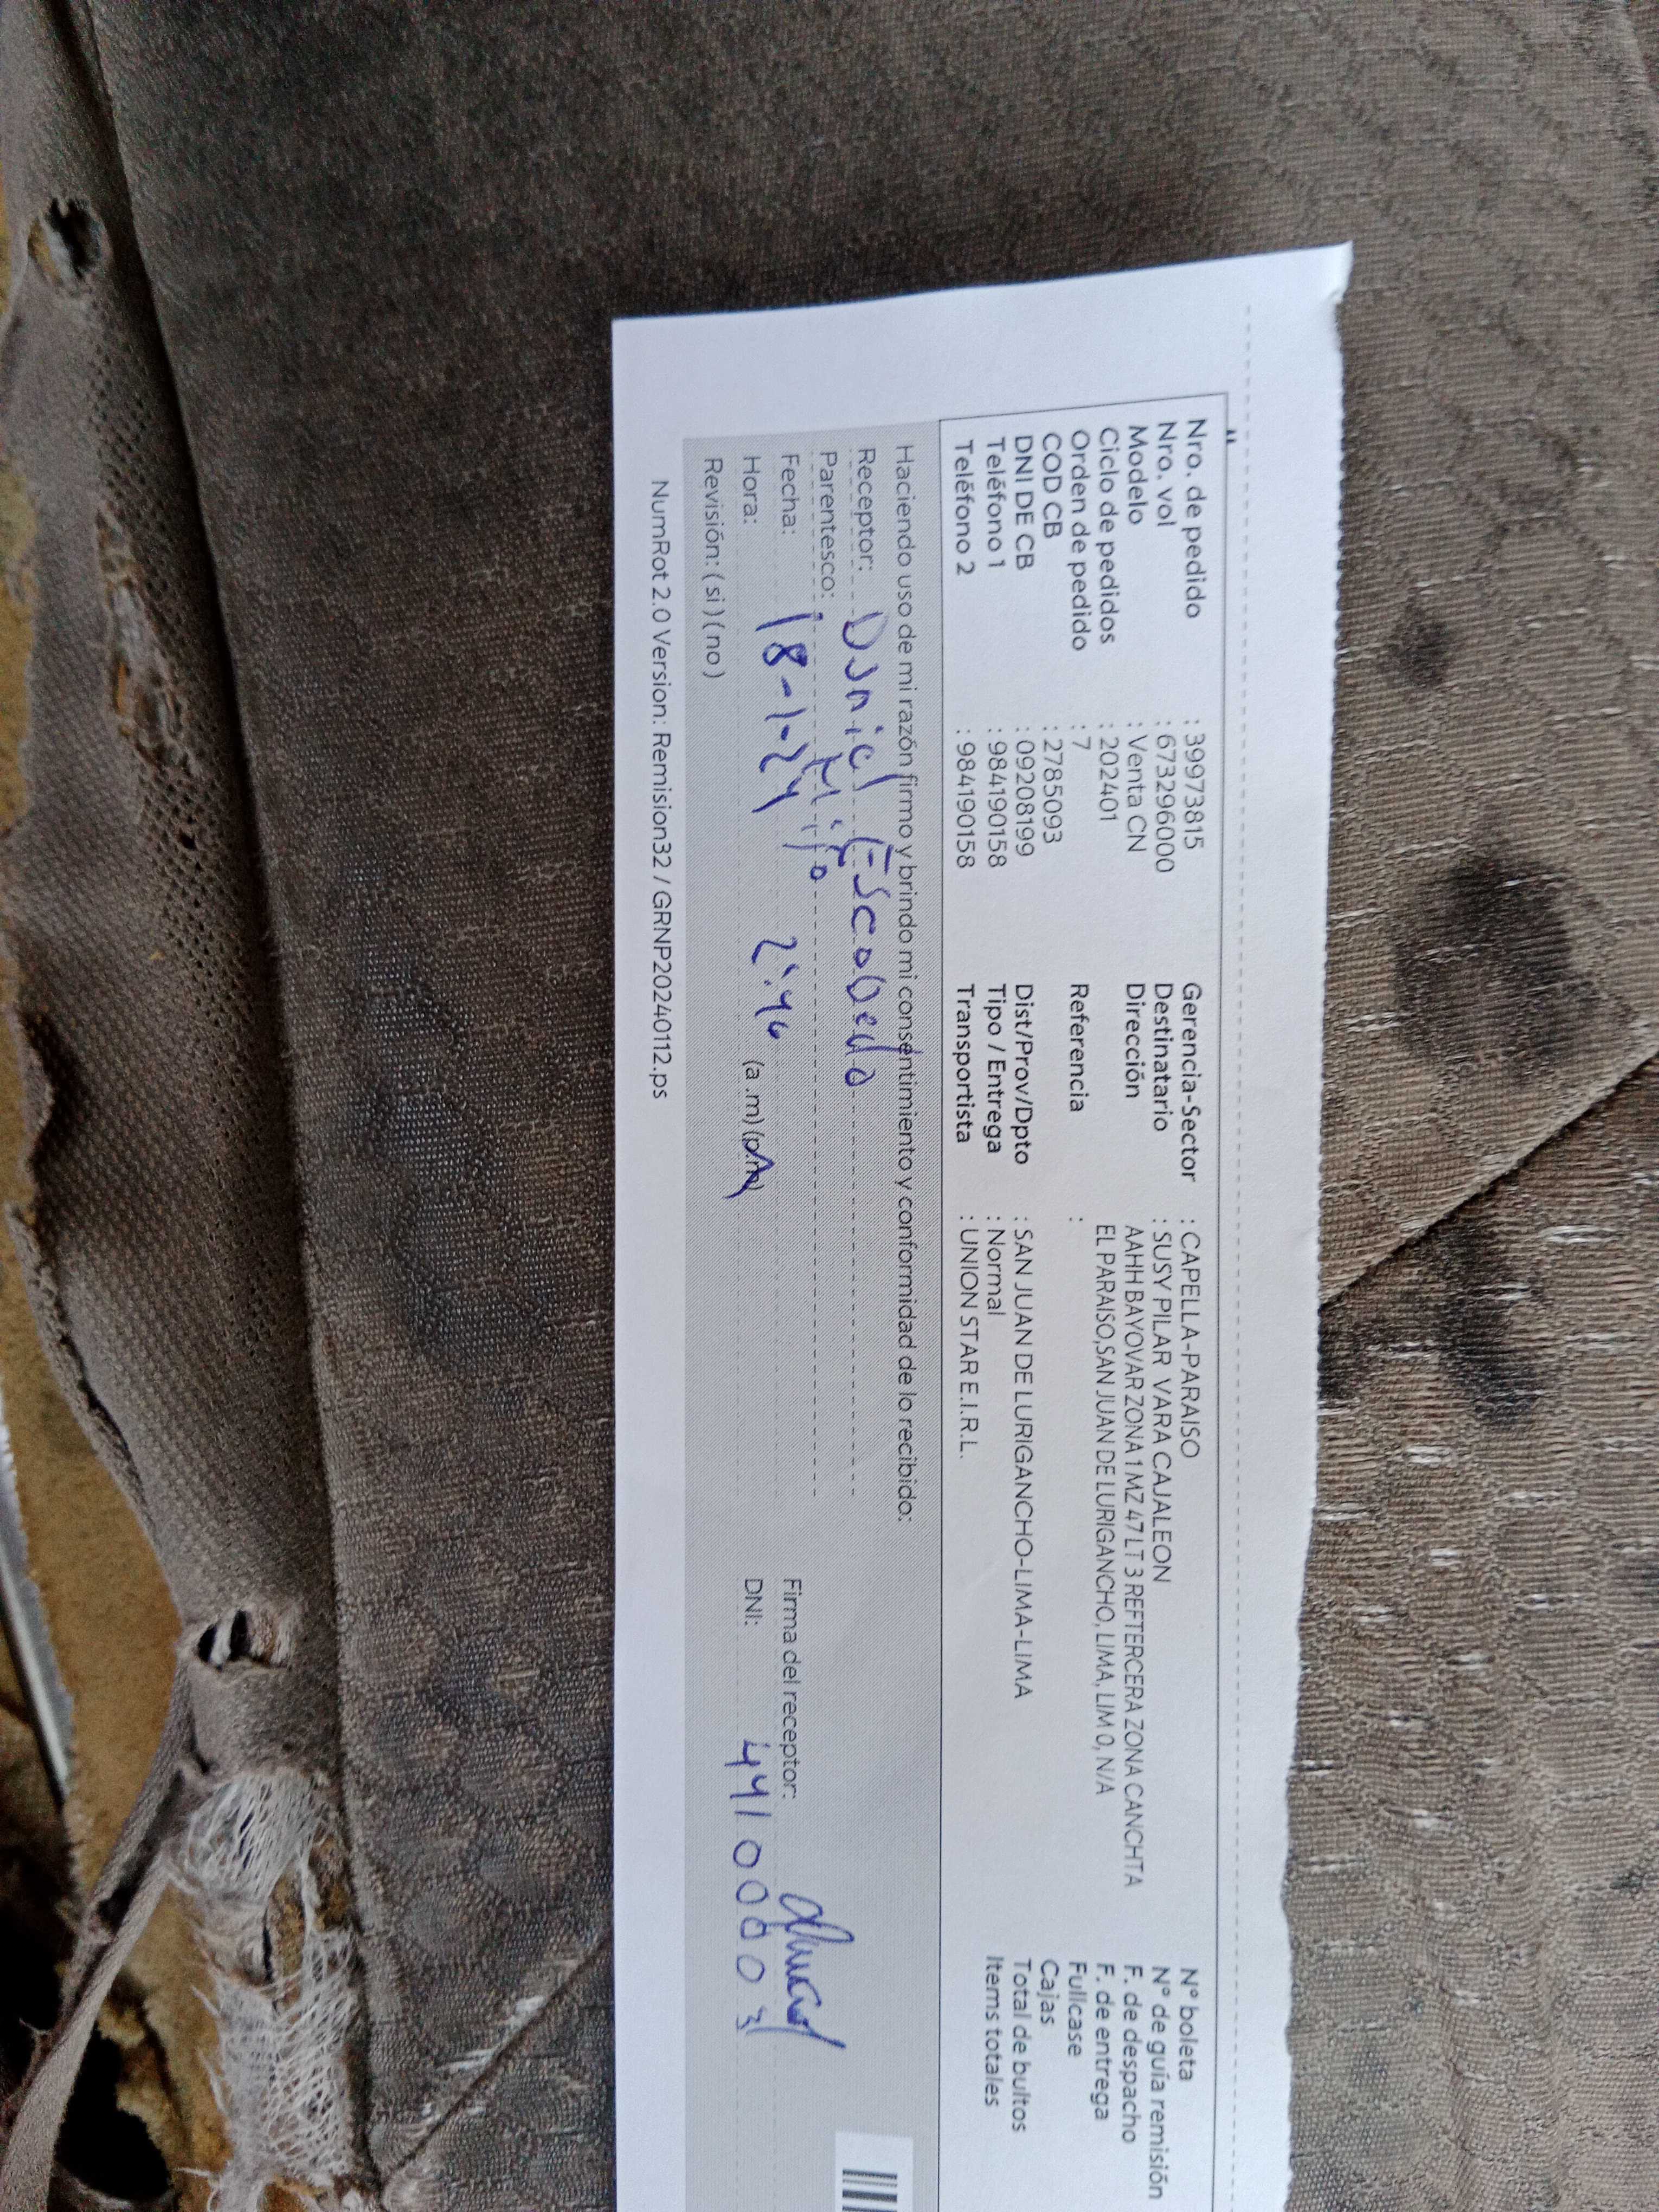 Nro. de pedido : 39973815
Nro. vol : 673296000
Modelo : Venta CN
Ciclo de pedidos : 202401
Orden de pedido : 7
COD CB : 2785093
DNI DE CB : 09208199
Teléfono 1 : 984190158
Teléfono 2 : 984190158
Gerencia-Sector : CAPELLA-PARAISO
Destinatario : SUSY PILAR VARA CAJALEON
Dirección AAHH BAYOVAR ZONA 1 MZ 47 LT 3 REFTERCERA ZONA CANCHTA
EL PARAISO,SAN JUAN DE LURIGANCHO, LIMA, LIM 0, N/A
Referencia :
Dist/Prov/Dpto : SAN JUAN DE LURIGANCHO-LIMA-LIMA
Tipo / Entrega : Normal
Transportista : UNION STAR E.I.R.L.
N° boleta
N° de guía remisión
F. de despacho
F. de entrega
Fullcase
Cajas
Total de bultos
Items totales
Haciendo uso de mi razón firmo y brindo mi consentimiento y conformidad de lo recibido:
Receptor: Daniel Escobedo
Parentesco: Hijo
Fecha: 18-1-24
Hora: 2:46 (a.m) (p.m)
Revisión: ( si ) ( no )
Firma del receptor:
DNI: 44100003
NumRot 2.0 Version: Remision32 / GRNP20240112.ps